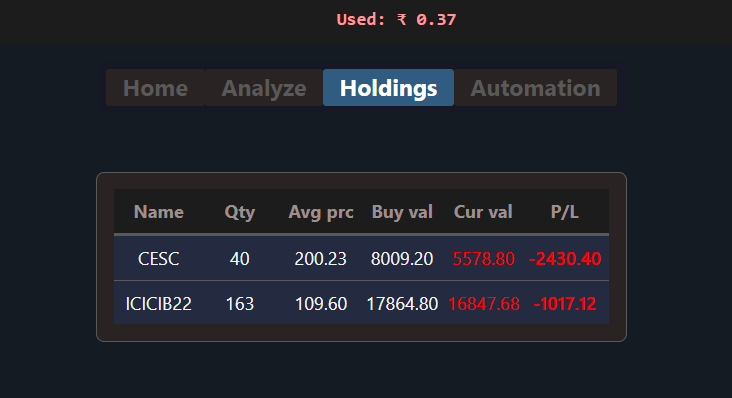 Used: ₹ 0.37
Home Analyze Holdings Automation
Name Qty Avg prc Buy val Cur val P/L
CESC 40 200.23 8009.20 5578.80 -2430.40
ICICIB22 163 109.60 17864.80 16847.68 -1017.12